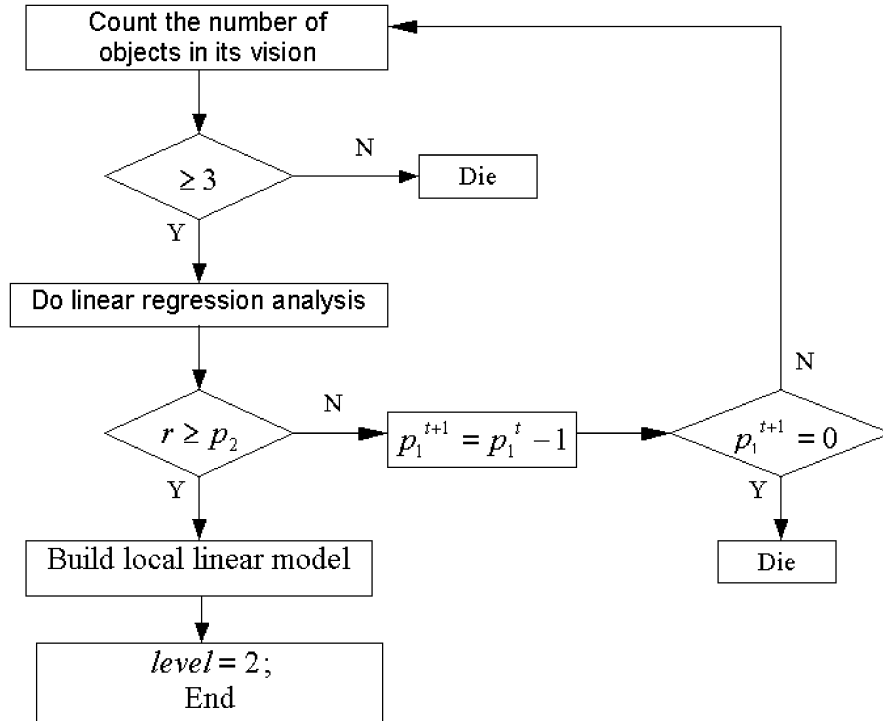 Count the number of
objects in its vision
N
≥ 3
Die
Y
Do linear regression analysis
N
N
r ≥ p₂
p₁ᵗ⁺¹ = p₁ᵗ −1
p₁ᵗ⁺¹ = 0
Y
Y
Build local linear model
Die
level = 2;
End